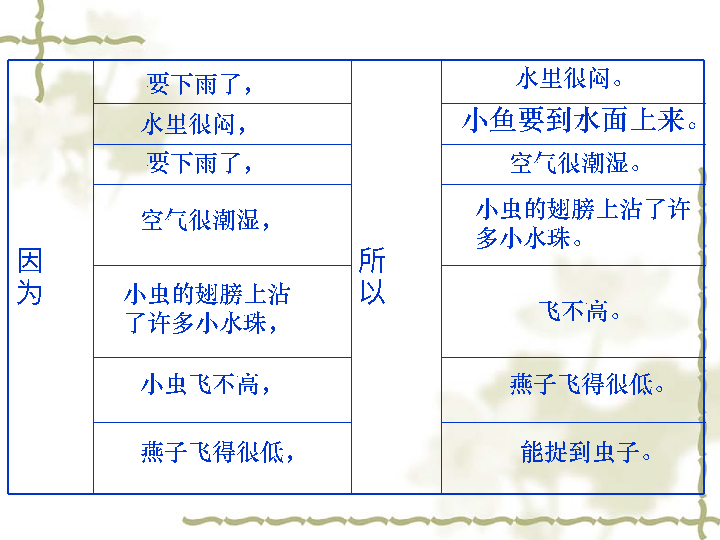 因为
要下雨了，
所以
水里很闷。
水里很闷，
小鱼要到水面上来。
要下雨了，
空气很潮湿。
空气很潮湿，
小虫的翅膀上沾了许
多小水珠。
小虫的翅膀上沾
了许多小水珠，
飞不高。
小虫飞不高，
燕子飞得很低。
燕子飞得很低，
能捉到虫子。